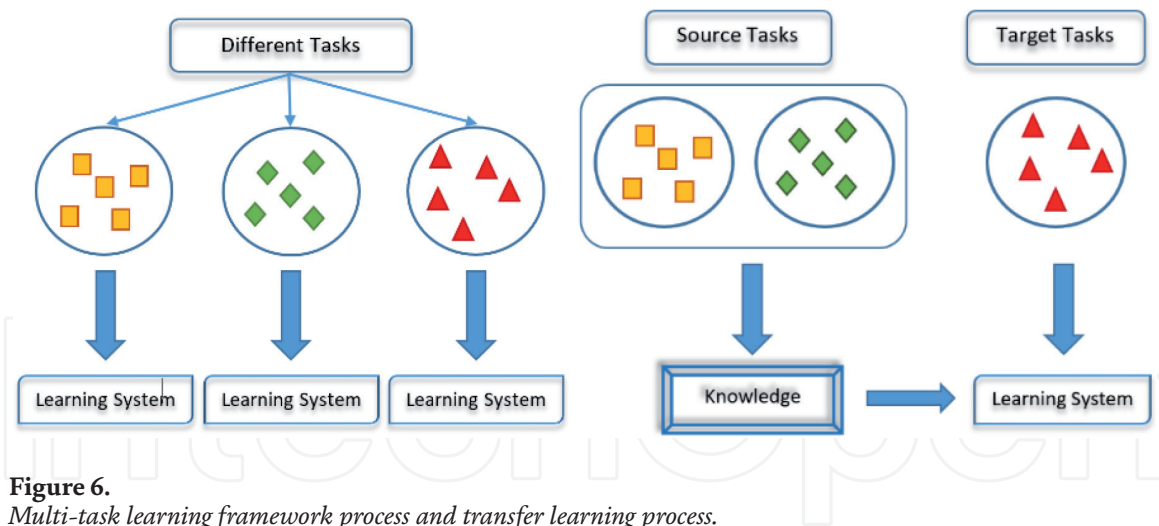 Different Tasks
Source Tasks
Target Tasks
Learning System
Learning System
Learning System
Knowledge
Learning System
IntechOpen
Figure 6.
Multi-task learning framework process and transfer learning process.